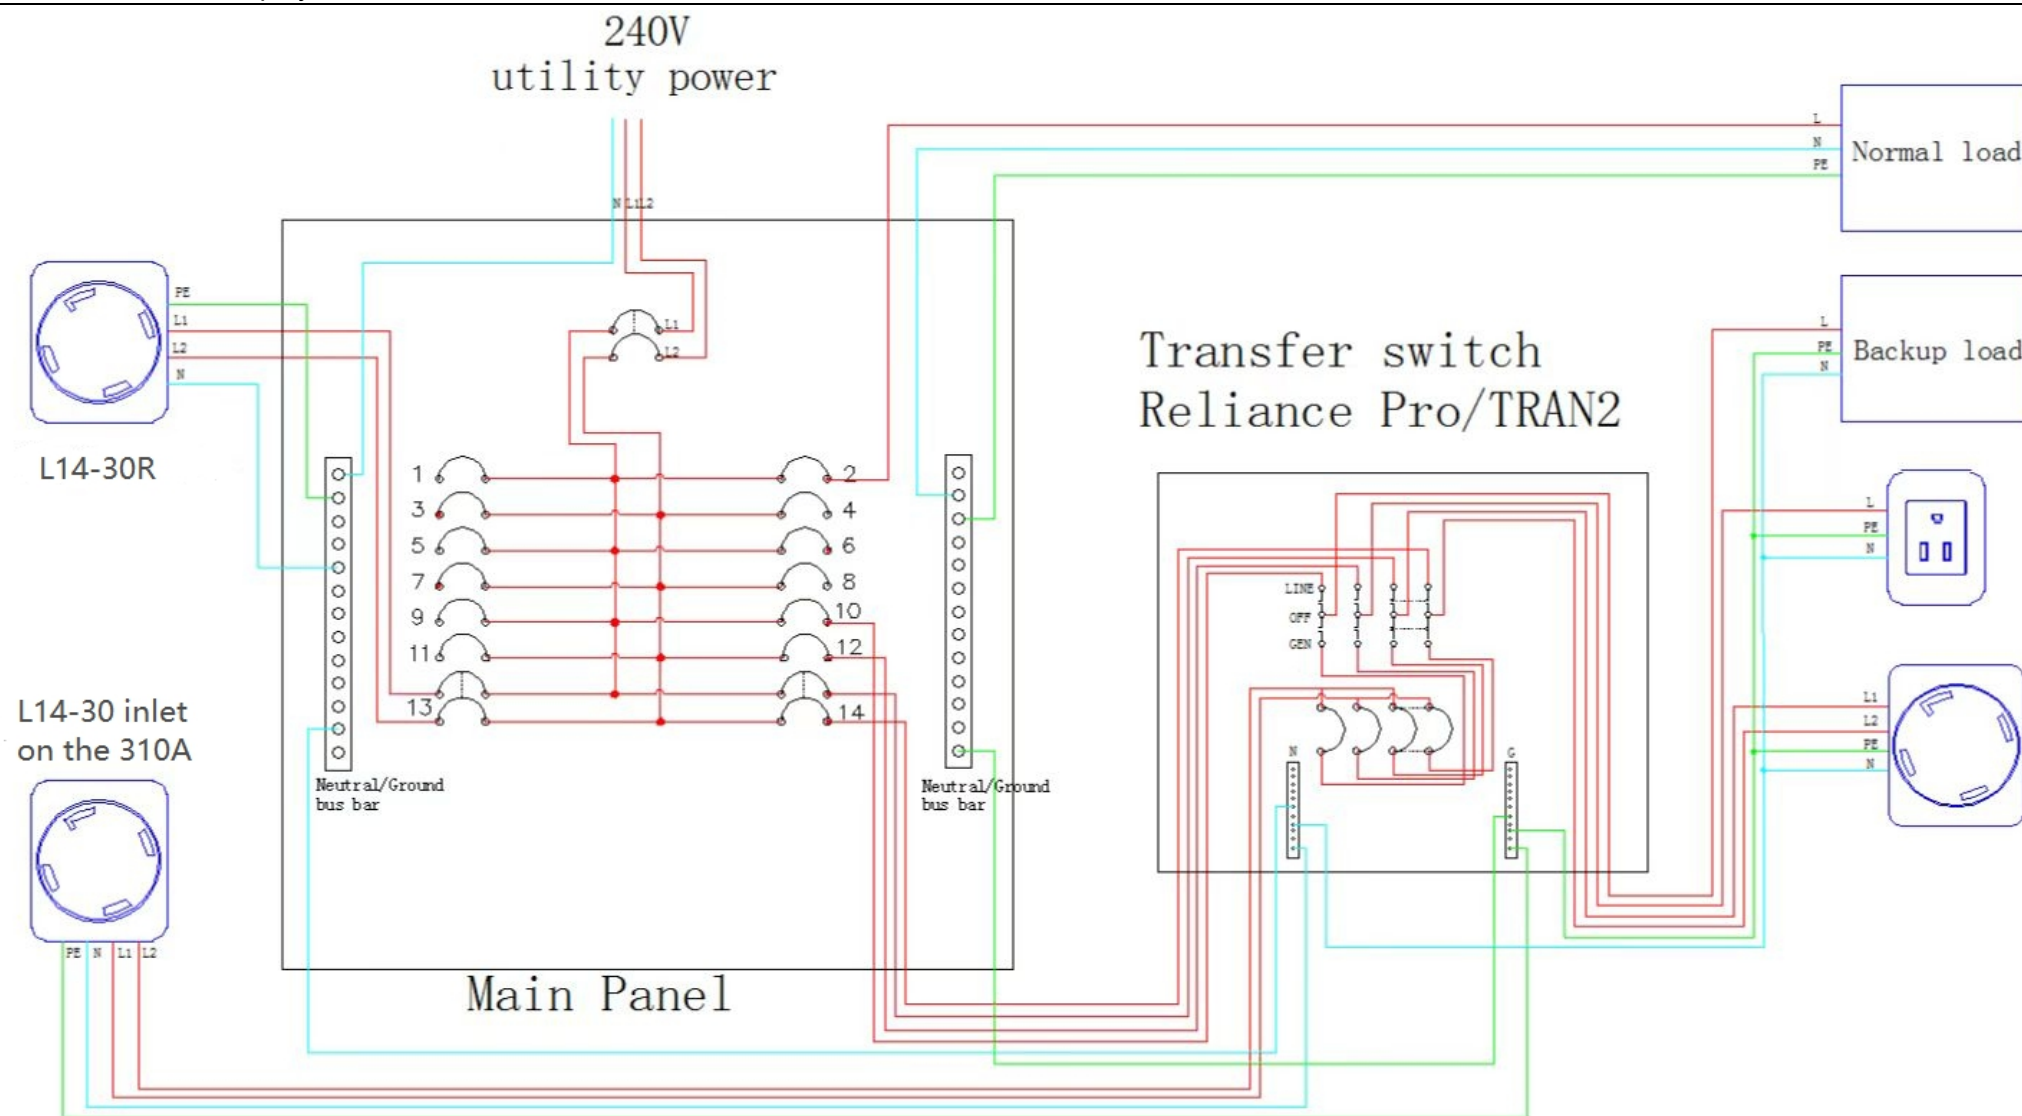 240V
utility power
N L1L2
L
N
PE
Normal load
PE
L1
L2
N
L14-30R
L1
L2
1
2
3
4
5
6
7
8
9
10
11
12
13
14
Neutral/Ground
bus bar
Neutral/Ground
bus bar
Main Panel
L14-30 inlet
on the 310A
PE N L1 L2
Transfer switch
Reliance Pro/TRAN2
LINE
OFF
GEN
N
G
L
PE
N
Backup load
L
PE
N
L1
L2
PE
N